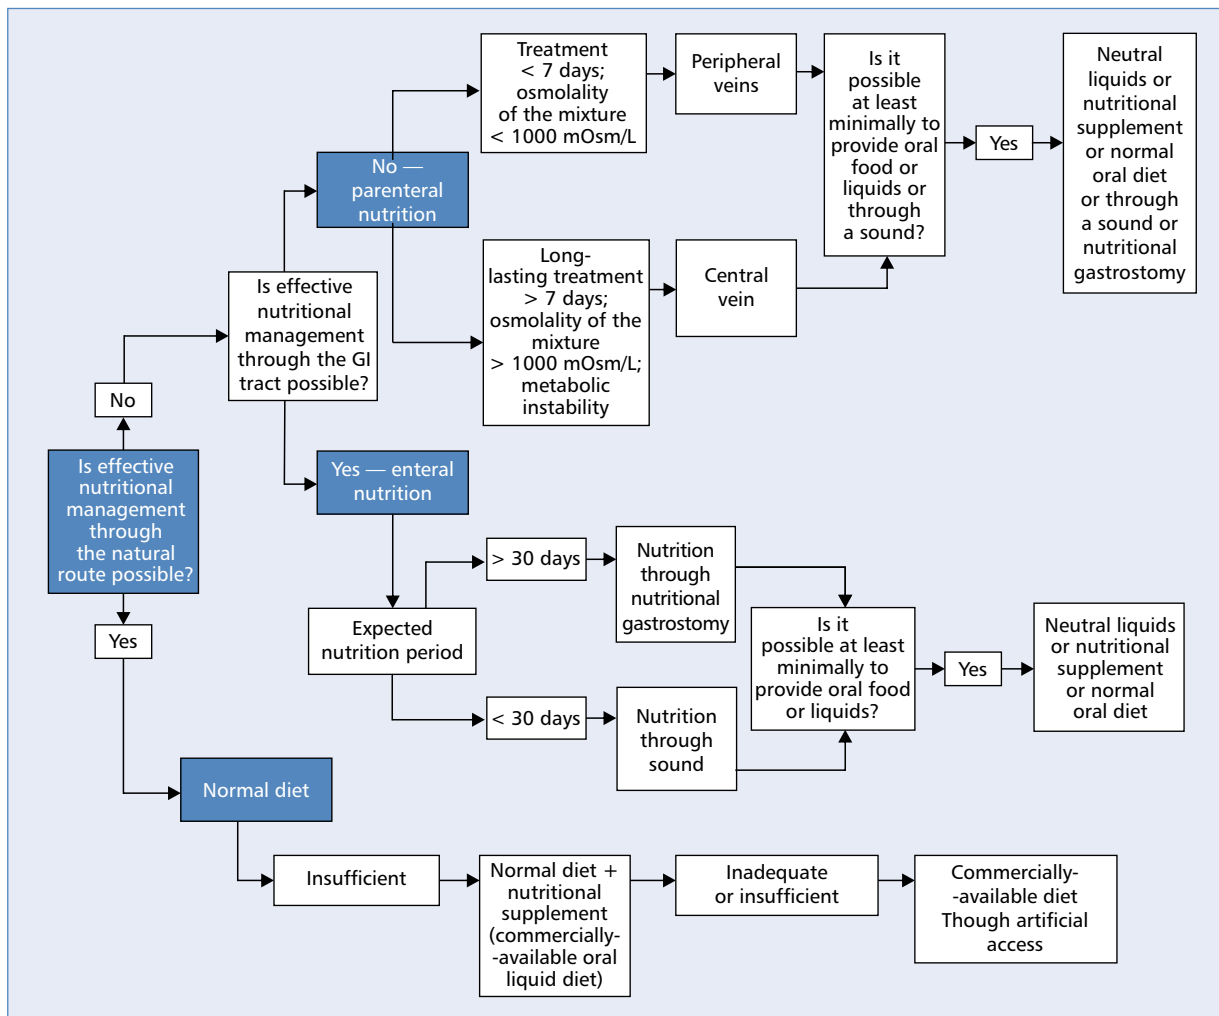 Treatment
< 7 days;
osmolality
of the mixture
< 1000 mOsm/L
Peripheral
veins
Is it
possible
at least
minimally to
provide oral
food or
liquids or
through
a sound?
Yes
Neutral
liquids or
nutritional
supplement
or normal
oral diet
or through
a sound or
nutritional
gastrostomy
No —
parenteral
nutrition
Long-
lasting treatment
> 7 days;
osmolality of the
mixture
> 1000 mOsm/L;
metabolic
instability
Central
vein
Is effective
nutritional
management
through the GI
tract possible?
No
Is effective
nutritional
management
through
the natural
route possible?
Yes
Yes — enteral
nutrition
Expected
nutrition period
> 30 days
Nutrition
through
nutritional
gastrostomy
< 30 days
Nutrition
through
sound
Is it
possible at least
minimally to
provide oral food
or liquids?
Yes
Neutral liquids
or nutritional
supplement
or normal
oral diet
Normal diet
Insufficient
Normal diet +
nutritional
supplement
(commercially-
-available oral
liquid diet)
Inadequate
or insufficient
Commercially-
-available diet
Though artificial
access